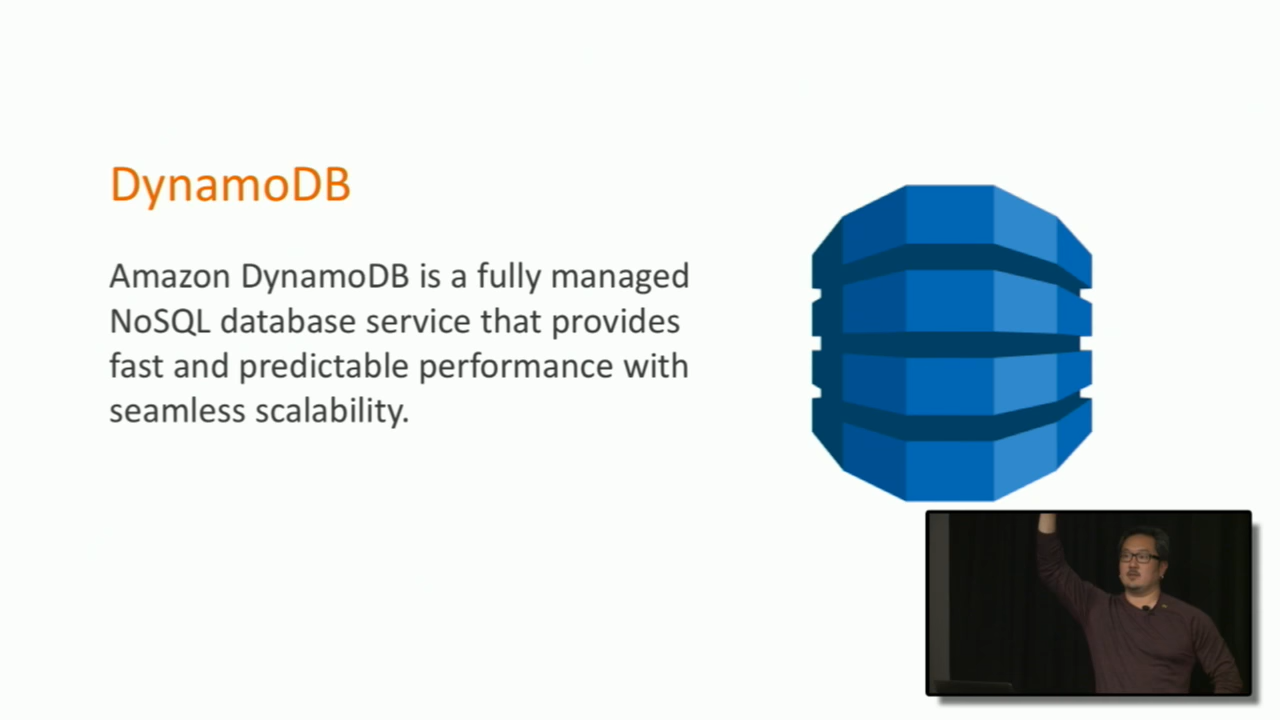 DynamoDB
Amazon DynamoDB is a fully managed
NoSQL database service that provides
fast and predictable performance with
seamless scalability.